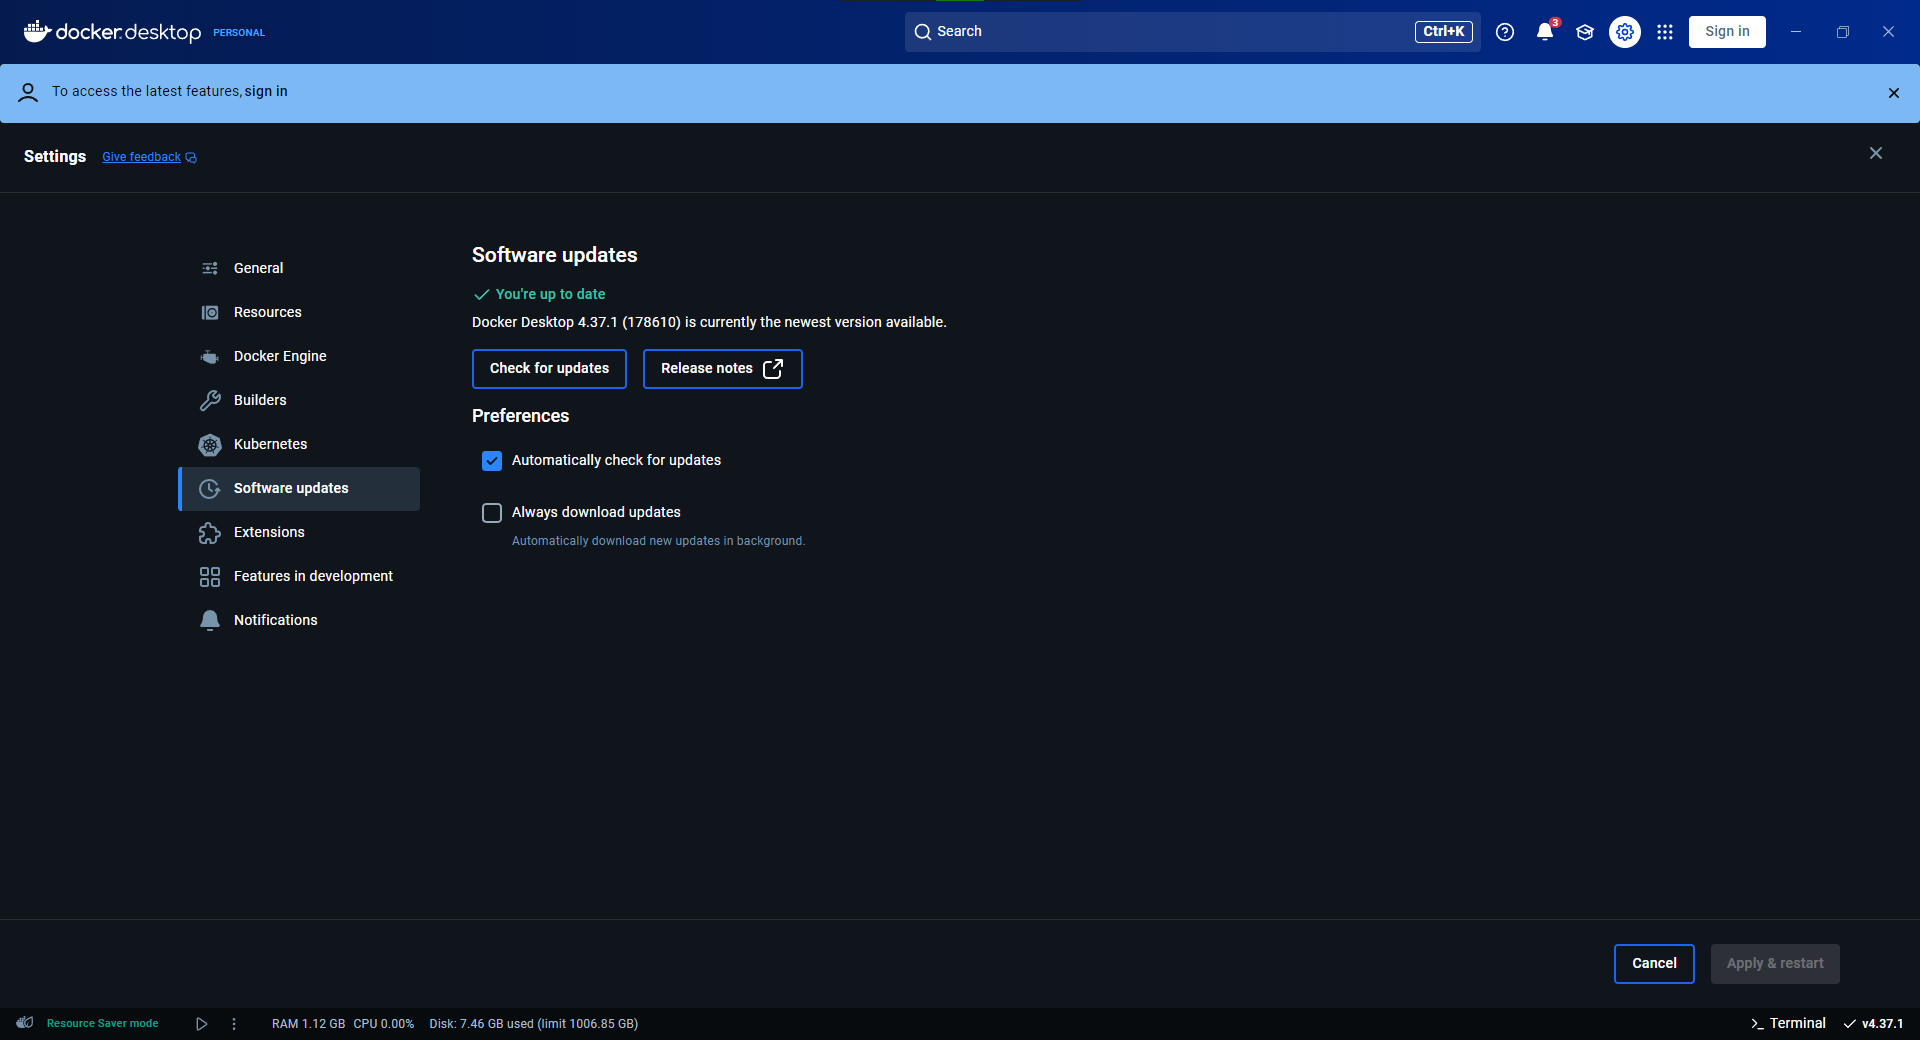 docker.desktop PERSONAL
Search Ctrl+K
3
Sign in
To access the latest features, sign in
Settings Give feedback
General
Resources
Docker Engine
Builders
Kubernetes
Software updates
Extensions
Features in development
Notifications
Software updates
You're up to date
Docker Desktop 4.37.1 (178610) is currently the newest version available.
Check for updates Release notes
Preferences
Automatically check for updates
Always download updates
Automatically download new updates in background.
Cancel Apply & restart
Resource Saver mode RAM 1.12 GB CPU 0.00% Disk: 7.46 GB used (limit 1006.85 GB) Terminal v4.37.1